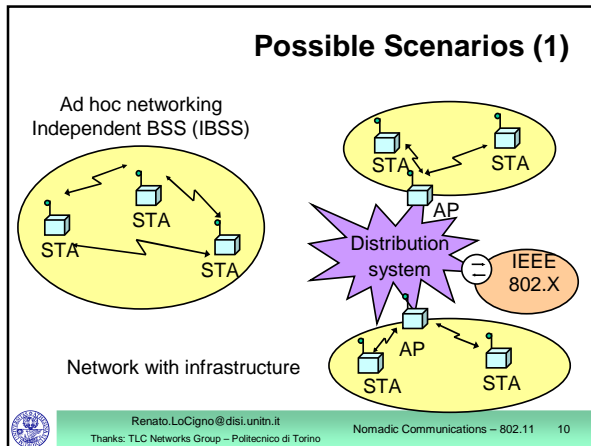 Possible Scenarios (1)
Ad hoc networking
Independent BSS (IBSS)
STA
STA
STA
STA
STA
AP
Distribution
system
IEEE
802.X
AP
STA
STA
Network with infrastructure
Renato.LoCigno@disi.unitn.it
Thanks: TLC Networks Group – Politecnico di Torino
Nomadic Communications – 802.11 10